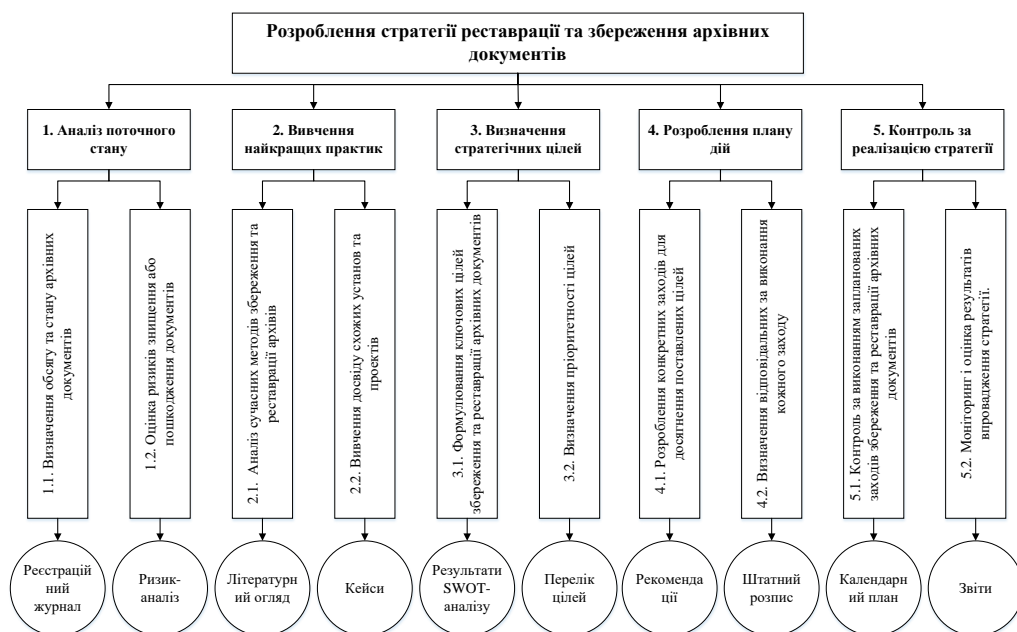 Розроблення стратегії реставрації та збереження архівних
документів
1. Аналіз поточного
стану
2. Вивчення
найкращих практик
3. Визначення
стратегічних цілей
4. Розроблення плану
дій
5. Контроль за
реалізацією стратегії
1.1. Визначення обсягу та стану архівних
документів
1.2. Оцінка ризиків знищення або
пошкодження документів
2.1. Аналіз сучасних методів збереження та
реставрації архівів
2.2. Вивчення досвіду схожих установ та
проектів
3.1. Формулювання ключових цілей
збереження та реставрації архівних документів
3.2. Визначення пріоритетності цілей
4.1. Розроблення конкретних заходів для
досягнення поставлених цілей
4.2. Визначення відповідальних за виконання
кожного заходу
5.1. Контроль за виконанням запланованих
заходів збереження та реставрації архівних
документів
5.2. Моніторинг і оцінка результатів
впровадження стратегії.
Реєстрацій
ний
журнал
Ризик-
аналіз
Літературн
ий огляд
Кейси
Результати
SWOT-
аналізу
Перелік
цілей
Рекоменда
ції
Штатний
розпис
Календарн
ий план
Звіти